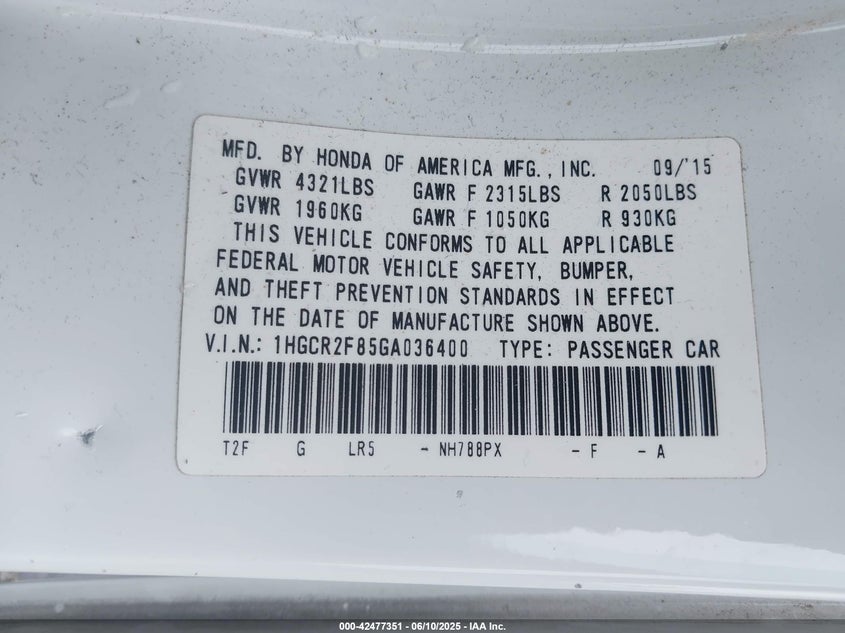 MFD. BY HONDA OF AMERICA MFG., INC. 09/'15
GVWR 4321LBS GAWR F 2315LBS R 2050LBS
GVWR 1960KG GAWR F 1050KG R 930KG
THIS VEHICLE CONFORMS TO ALL APPLICABLE
FEDERAL MOTOR VEHICLE SAFETY, BUMPER,
AND THEFT PREVENTION STANDARDS IN EFFECT
ON THE DATE OF MANUFACTURE SHOWN ABOVE.
V.I.N.: 1HGCR2F85GA036400 TYPE: PASSENGER CAR
T2F G LR5 - NH788PX - F - A
000-42477351 | 06/10/2025 - IAA Inc.